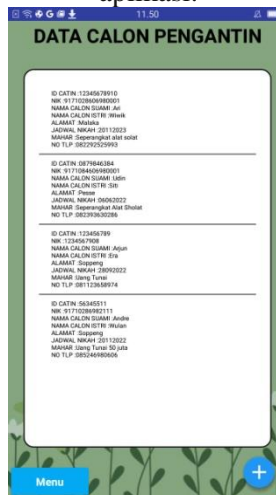 aplikasi.
11.50
DATA CALON PENGANTIN
ID CATIN :12345678910
NIK :9171028606980001
NAMA CALON SUAMI :Ari
NAMA CALON ISTRI :Wiwik
ALAMAT :Malaka
JADWAL NIKAH :20112023
MAHAR :Seperangkat alat solat
NO TLP :082292525993
ID CATIN :0879846384
NIK :9171084606980001
NAMA CALON SUAMI :Udin
NAMA CALON ISTRI :Siti
ALAMAT :Pesse
JADWAL NIKAH :06062022
MAHAR :Seperangkat Alat Sholat
NO TLP :082393630286
ID CATIN :123456789
NIK :1234567908
NAMA CALON SUAMI :Arjun
NAMA CALON ISTRI :Era
ALAMAT :Soppeng
JADWAL NIKAH :28092022
MAHAR :Uang Tunai
NO TLP :081123658974
ID CATIN :56345511
NIK :91710286982111
NAMA CALON SUAMI :Andre
NAMA CALON ISTRI :Wulan
ALAMAT :Soppeng
JADWAL NIKAH :20112022
MAHAR :Uang Tunai 50 juta
NO TLP :085246980606
Menu
+